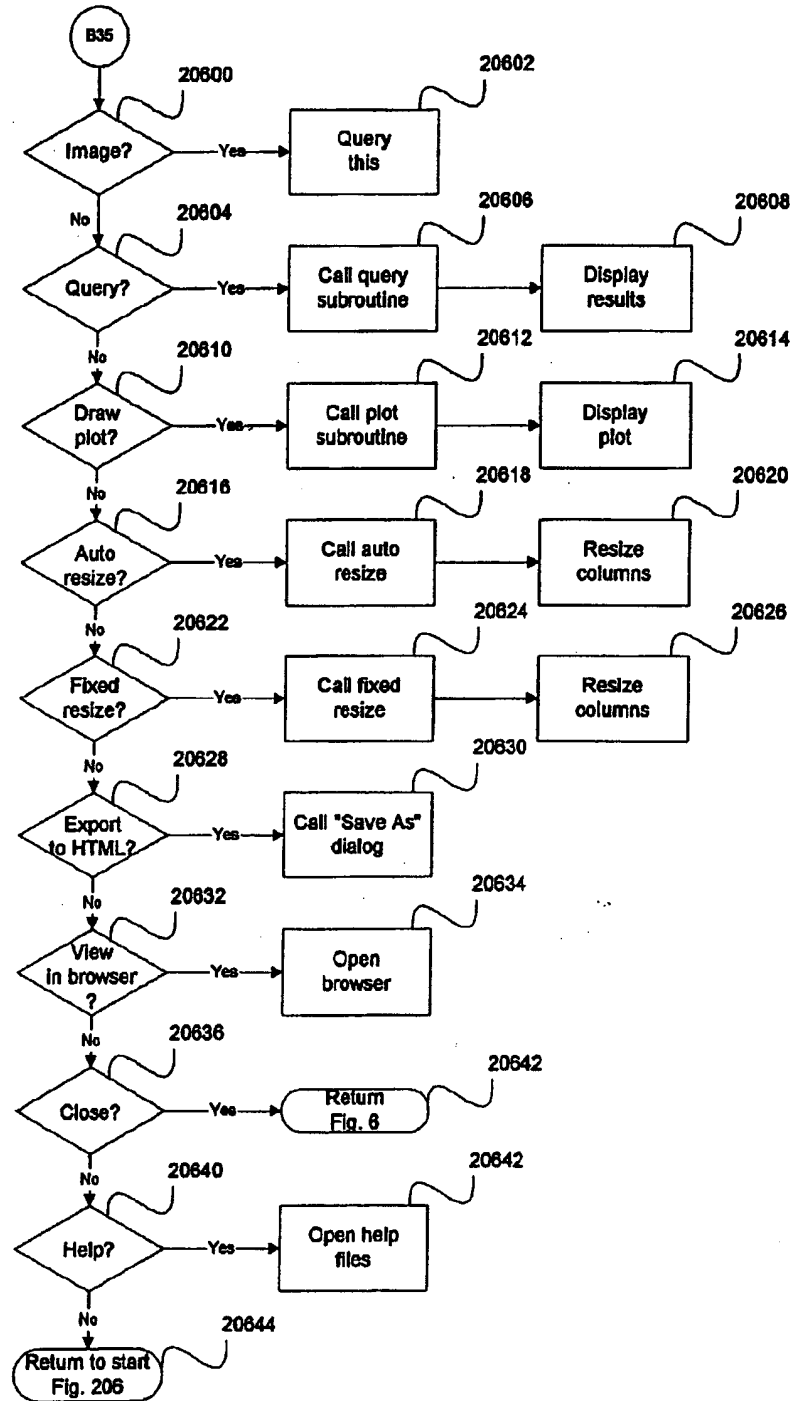 B35
20600
20602
Image?
Yes
Query
this
No
20604
20606
20608
Query?
Yes
Call query
subroutine
Display
results
No
20610
20612
20614
Draw
plot?
Yes
Call plot
subroutine
Display
plot
No
20616
20618
20620
Auto
resize?
Yes
Call auto
resize
Resize
columns
No
20622
20624
20626
Fixed
resize?
Yes
Call fixed
resize
Resize
columns
No
20628
20630
Export
to HTML?
Yes
Call "Save As"
dialog
No
20632
20634
View
in browser
?
Yes
Open
browser
No
20636
20642
Close?
Yes
Return
Fig. 6
No
20640
20642
Help?
Yes
Open help
files
No
20644
Return to start
Fig. 206